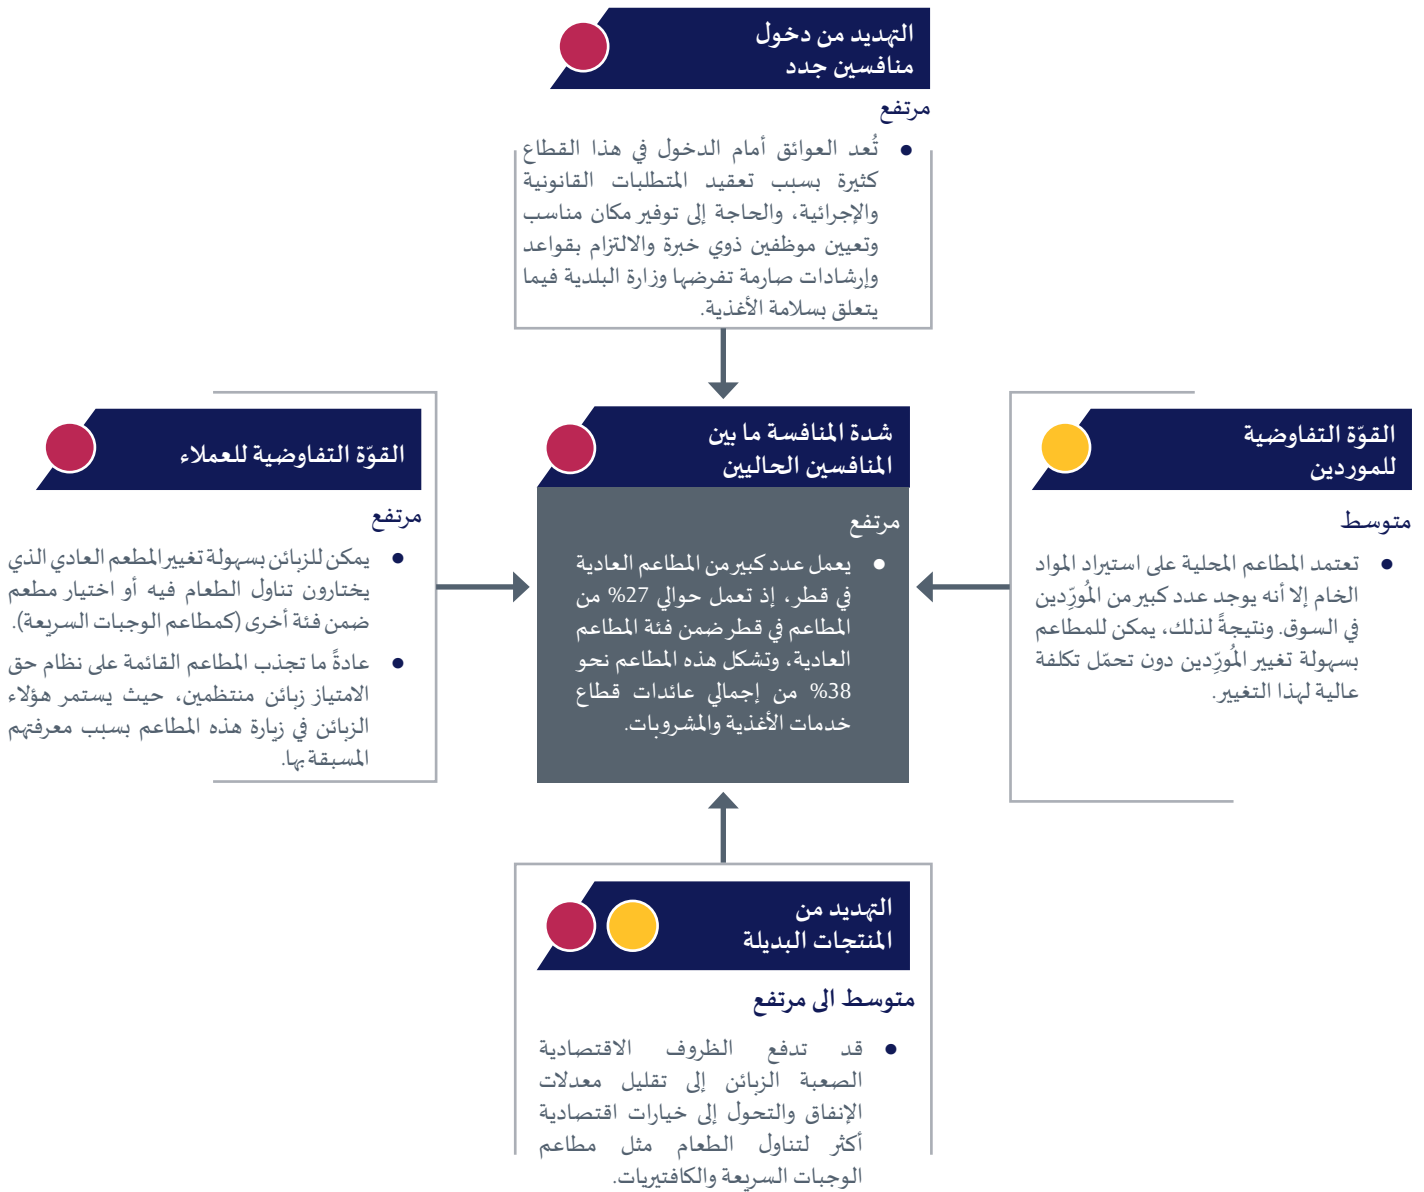 التهديد من دخول
منافسين جدد
مرتفع
● تُعد العوائق أمام الدخول في هذا القطاع
كثيرة بسبب تعقيد المتطلبات القانونية
والإجرائية، والحاجة إلى توفير مكان مناسب
وتعيين موظفين ذوي خبرة والالتزام بقواعد
وإرشادات صارمة تفرضها وزارة البلدية فيما
يتعلق بسلامة الأغذية.
القوّة التفاوضية
للموردين
متوسط
● تعتمد المطاعم المحلية على استيراد المواد
الخام إلا أنه يوجد عدد كبير من المُورِّدين
في السوق. ونتيجةً لذلك، يمكن للمطاعم
بسهولة تغيير المُورِّدين دون تحمّل تكلفة
عالية لهذا التغيير.
شدة المنافسة ما بين
المنافسين الحاليين
مرتفع
● يعمل عدد كبير من المطاعم العادية
في قطر، إذ تعمل حوالي 27% من
المطاعم في قطر ضمن فئة المطاعم
العادية، وتشكل هذه المطاعم نحو
38% من إجمالي عائدات قطاع
خدمات الأغذية والمشروبات.
القوّة التفاوضية للعملاء
مرتفع
● يمكن للزبائن بسهولة تغيير المطعم العادي الذي
يختارون تناول الطعام فيه أو اختيار مطعم
ضمن فئة أخرى (كمطاعم الوجبات السريعة).
● عادةً ما تجذب المطاعم القائمة على نظام حق
الامتياز زبائن منتظمين، حيث يستمر هؤلاء
الزبائن في زيارة هذه المطاعم بسبب معرفتهم
المسبقة بها.
التهديد من
المنتجات البديلة
متوسط الى مرتفع
● قد تدفع الظروف الاقتصادية
الصعبة الزبائن إلى تقليل معدلات
الإنفاق والتحول إلى خيارات اقتصادية
أكثر لتناول الطعام مثل مطاعم
الوجبات السريعة والكافتيريات.